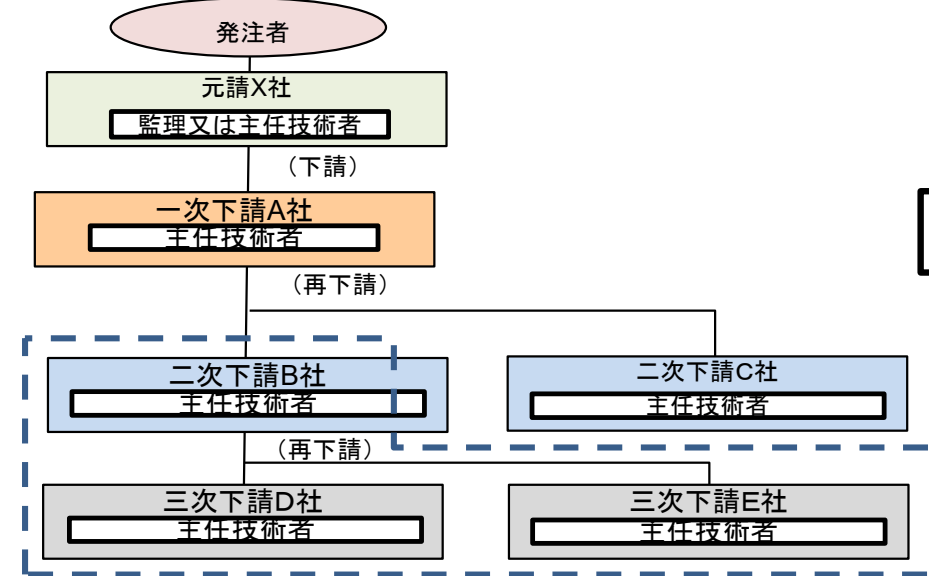 発注者
元請X社
監理又は主任技術者
（下請）
一次下請A社
主任技術者
（再下請）
二次下請B社
主任技術者
二次下請C社
主任技術者
（再下請）
三次下請D社
主任技術者
三次下請E社
主任技術者